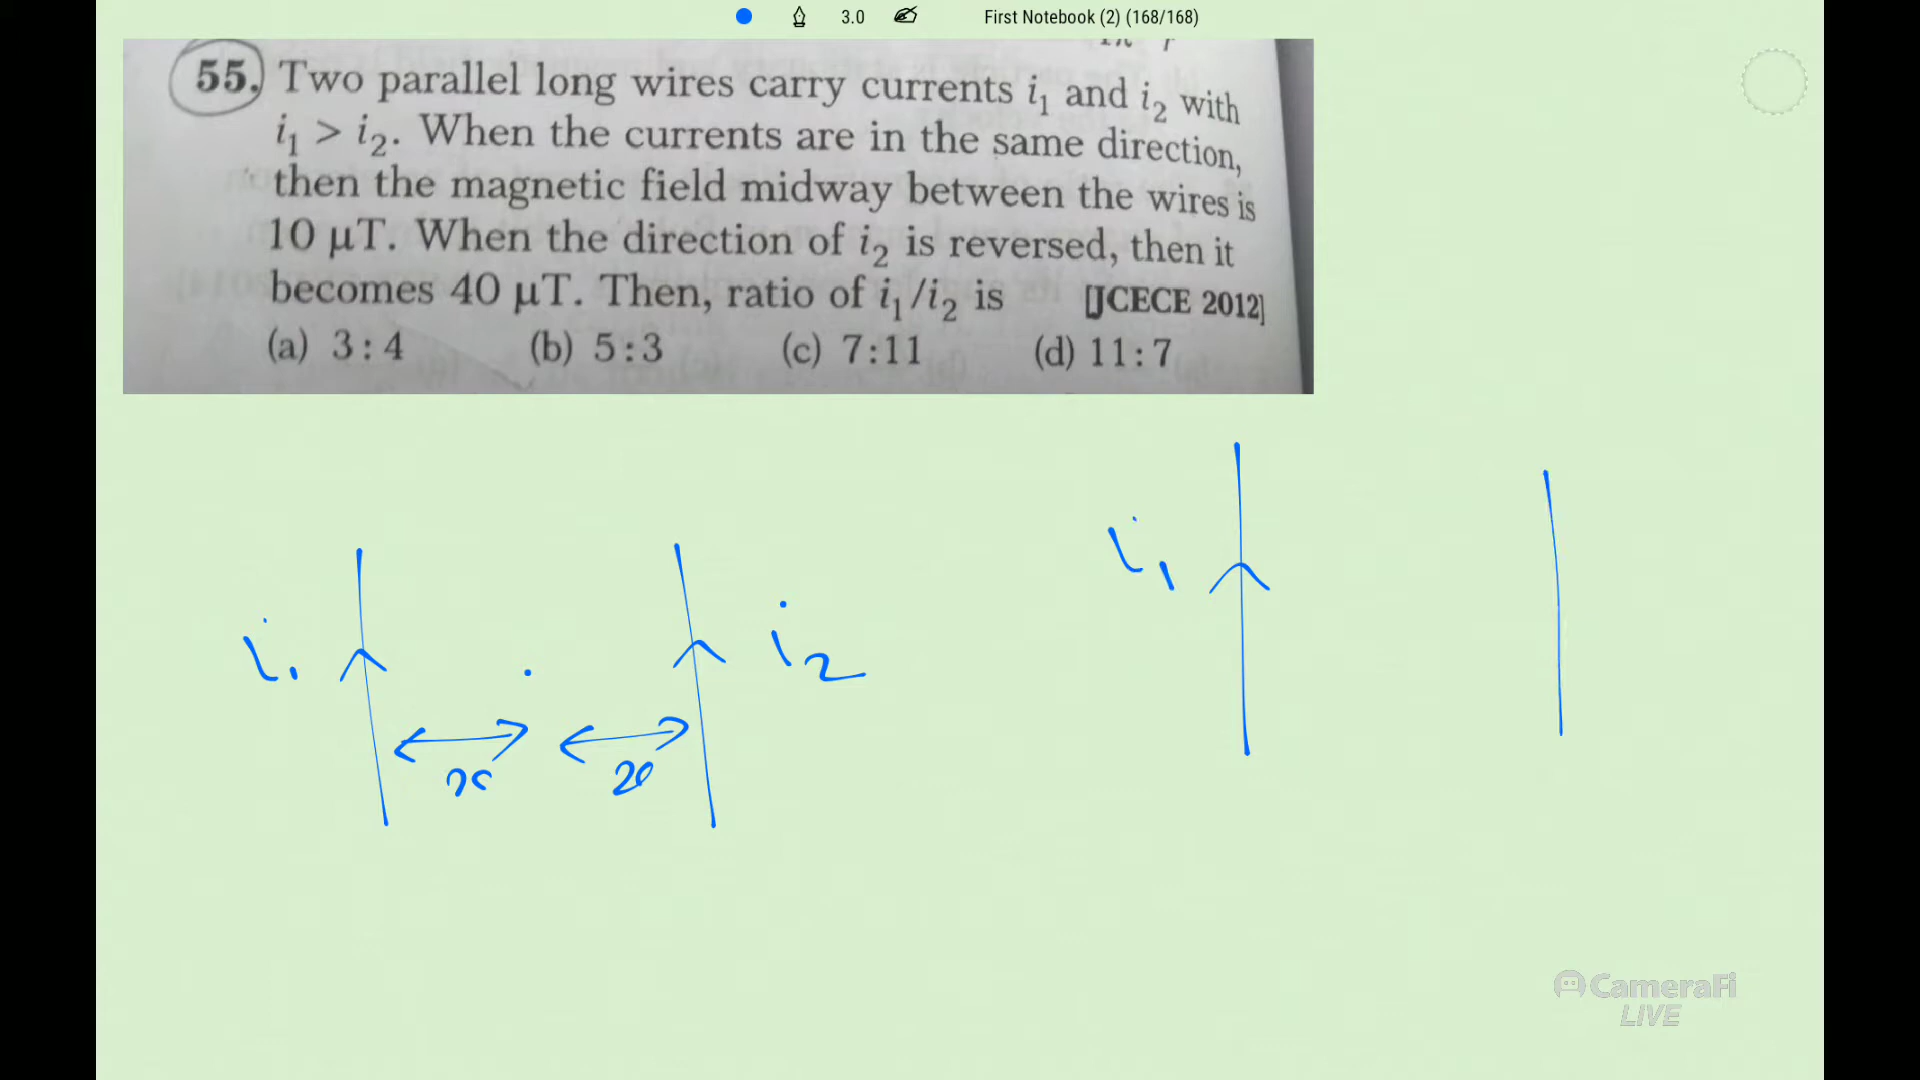 3.0 First Notebook (2) (168/168)
55. Two parallel long wires carry currents i₁ and i₂ with
i₁ > i₂. When the currents are in the same direction,
then the magnetic field midway between the wires is
10 μT. When the direction of i₂ is reversed, then it
becomes 40 μT. Then, ratio of i₁/i₂ is [JCECE 2012]
(a) 3:4 (b) 5:3 (c) 7:11 (d) 11:7
i₁
i₁ i₂
CameraFi
LIVE